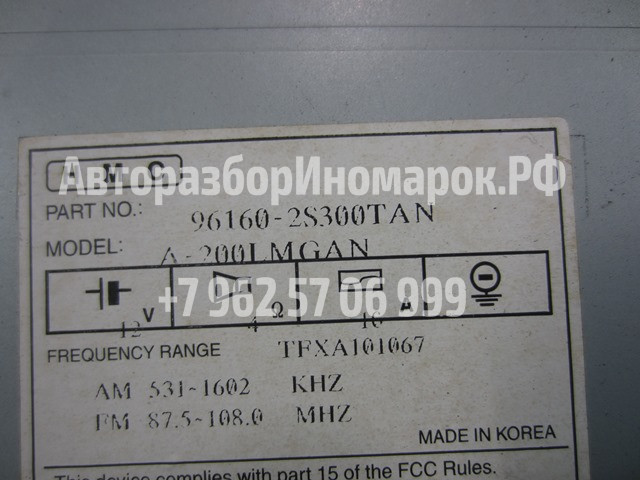 H M C
АвторазборИномарок.РФ
PART NO.: 96160-2S300TAN
MODEL: A-200LMGAN
+7 962 57 06 999
12 V 4 Ω 10 A
FREQUENCY RANGE TFXA101067
AM 531~1602 KHZ
FM 87.5~108.0 MHZ
MADE IN KOREA
This device complies with part 15 of the FCC Rules.